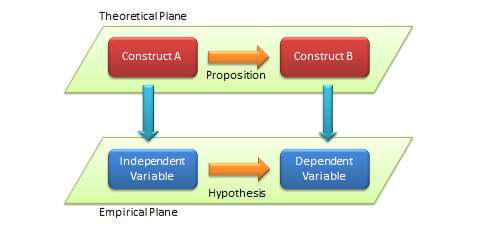 Theoretical Plane
Construct A
Construct B
Proposition
Independent
Variable
Dependent
Variable
Hypothesis
Empirical Plane